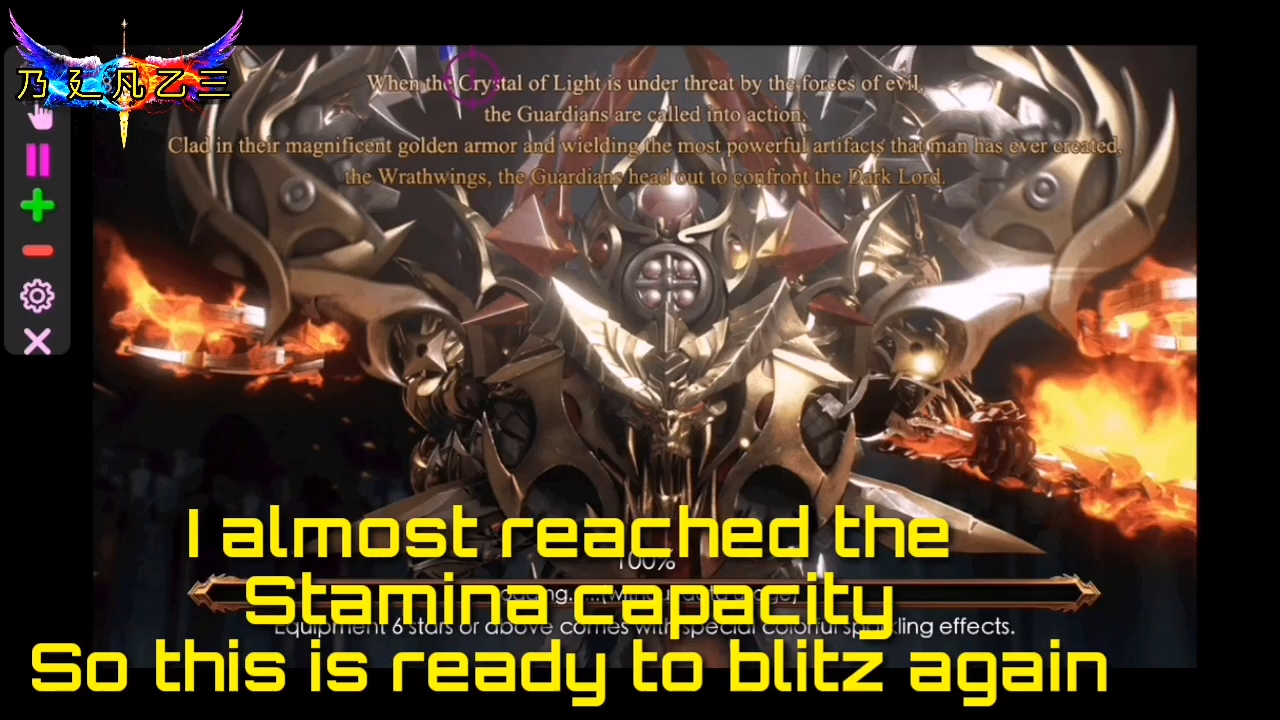 乃廴凡乙三
When the Crystal of Light is under threat by the forces of evil,
the Guardians are called into action.
Clad in their magnificent golden armor and wielding the most powerful artifacts that man has ever created,
the Wrathwings, the Guardians head out to confront the Dark Lord.
I almost reached the
100%
Stamina capacity
Equipment 6 stars or above comes with special colorful sparkling effects.
So this is ready to blitz again